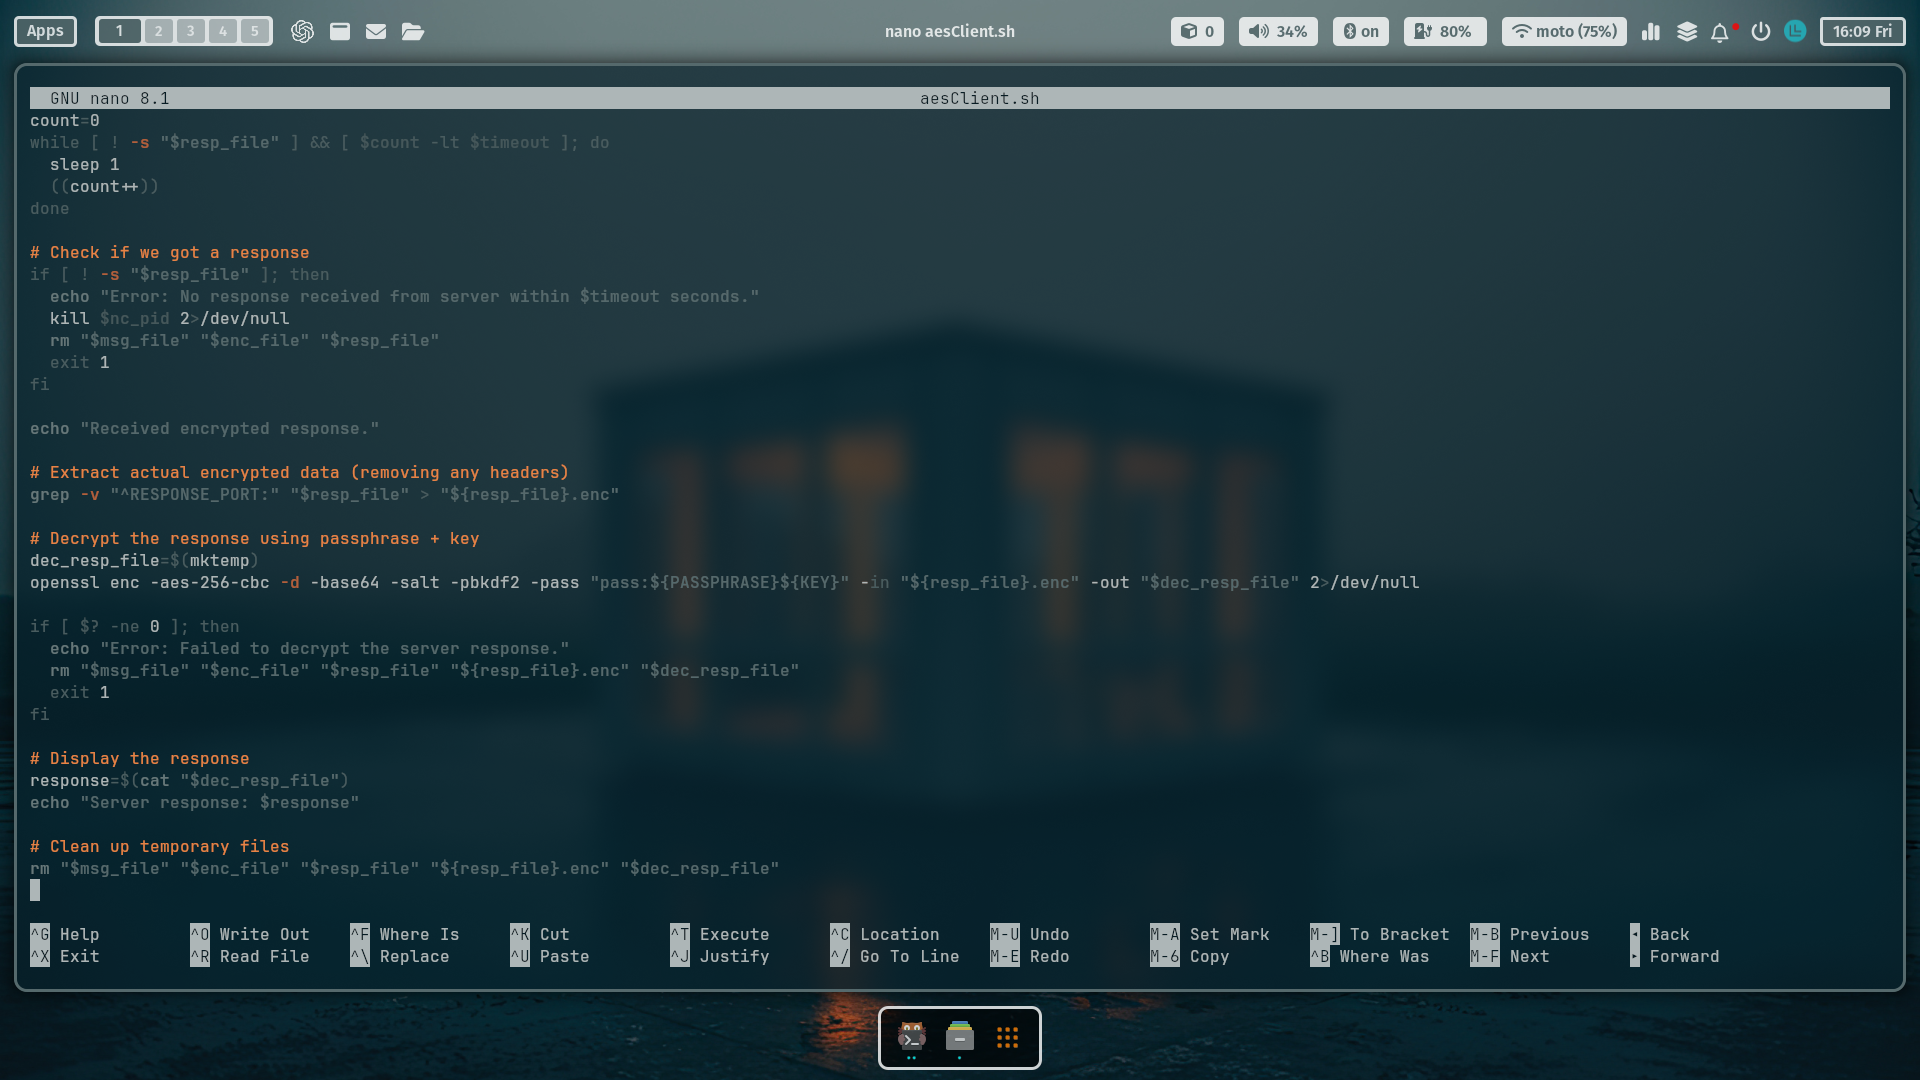 Apps 1 2 3 4 5 nano aesClient.sh 0 34% on 80% moto (75%) 16:09 Fri
GNU nano 8.1 aesClient.sh
count=0
while [ ! -s "$resp_file" ] && [ $count -lt $timeout ]; do
  sleep 1
  ((count++))
done

# Check if we got a response
if [ ! -s "$resp_file" ]; then
  echo "Error: No response received from server within $timeout seconds."
  kill $nc_pid 2>/dev/null
  rm "$msg_file" "$enc_file" "$resp_file"
  exit 1
fi

echo "Received encrypted response."

# Extract actual encrypted data (removing any headers)
grep -v "^RESPONSE_PORT:" "$resp_file" > "${resp_file}.enc"

# Decrypt the response using passphrase + key
dec_resp_file=$(mktemp)
openssl enc -aes-256-cbc -d -base64 -salt -pbkdf2 -pass "pass:${PASSPHRASE}${KEY}" -in "${resp_file}.enc" -out "$dec_resp_file" 2>/dev/null

if [ $? -ne 0 ]; then
  echo "Error: Failed to decrypt the server response."
  rm "$msg_file" "$enc_file" "$resp_file" "${resp_file}.enc" "$dec_resp_file"
  exit 1
fi

# Display the response
response=$(cat "$dec_resp_file")
echo "Server response: $response"

# Clean up temporary files
rm "$msg_file" "$enc_file" "$resp_file" "${resp_file}.enc" "$dec_resp_file"

^G Help ^O Write Out ^F Where Is ^K Cut ^T Execute ^C Location M-U Undo M-A Set Mark M-] To Bracket M-B Previous ◂ Back
^X Exit ^R Read File ^\ Replace ^U Paste ^J Justify ^/ Go To Line M-E Redo M-6 Copy ^B Where Was M-F Next ▸ Forward